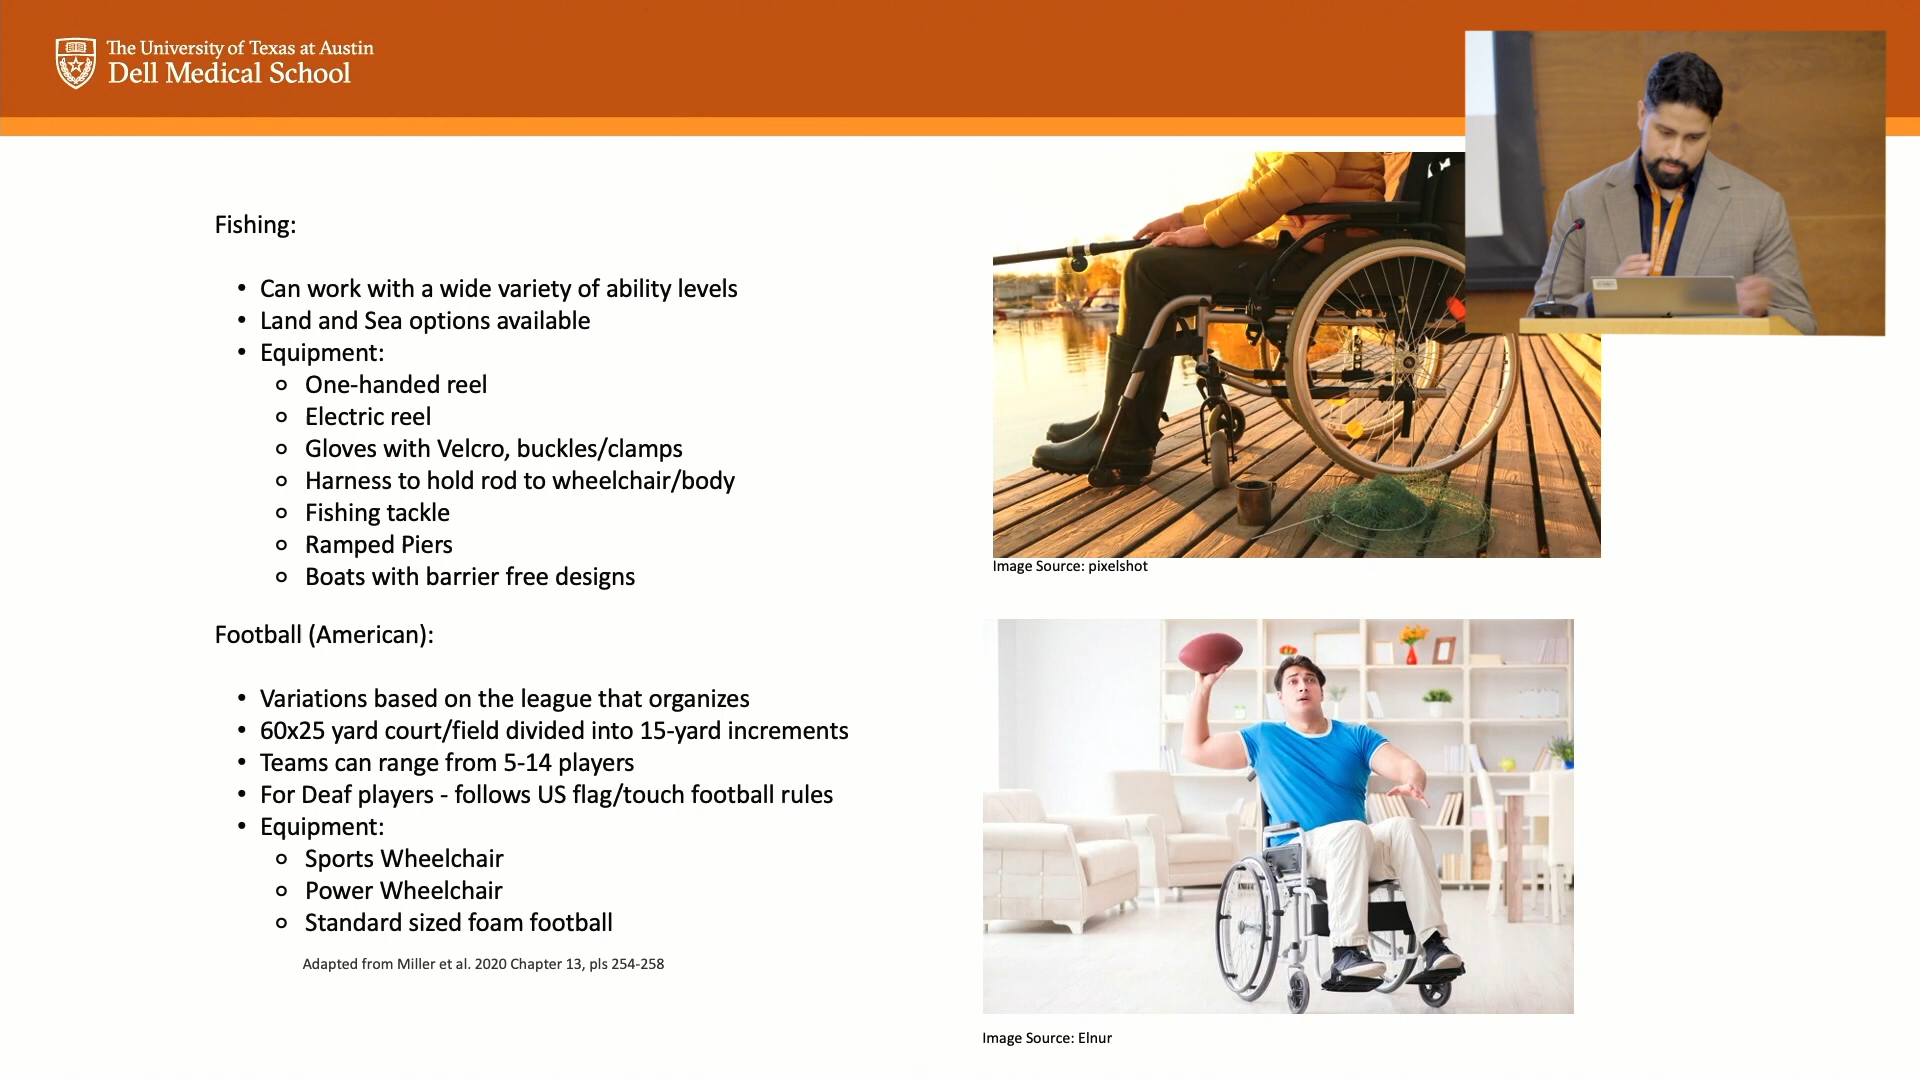 The University of Texas at Austin
Dell Medical School
Fishing:
• Can work with a wide variety of ability levels
• Land and Sea options available
• Equipment:
o One-handed reel
o Electric reel
o Gloves with Velcro, buckles/clamps
o Harness to hold rod to wheelchair/body
o Fishing tackle
o Ramped Piers
o Boats with barrier free designs
Football (American):
• Variations based on the league that organizes
• 60x25 yard court/field divided into 15-yard increments
• Teams can range from 5-14 players
• For Deaf players - follows US flag/touch football rules
• Equipment:
o Sports Wheelchair
o Power Wheelchair
o Standard sized foam football
Adapted from Miller et al. 2020 Chapter 13, pls 254-258
Image Source: pixelshot
Image Source: Elnur